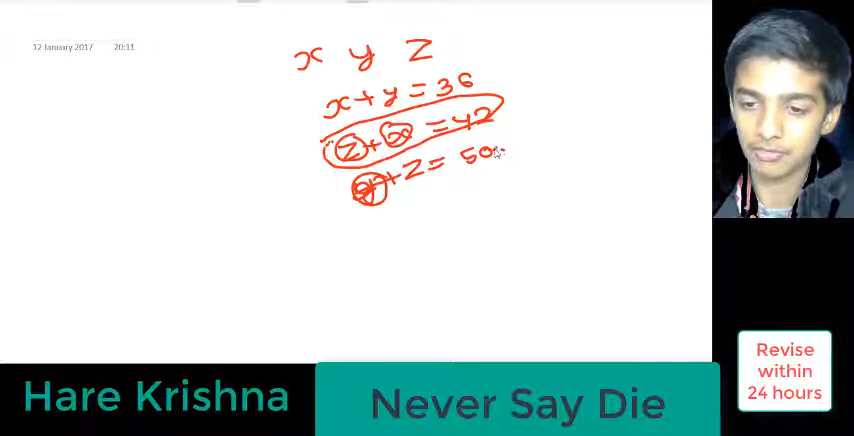 12 January 2017 20:11
x y z
x + y = 36
z + x = 42
y + z = 50
Revise
within
24 hours
Hare Krishna
Never Say Die